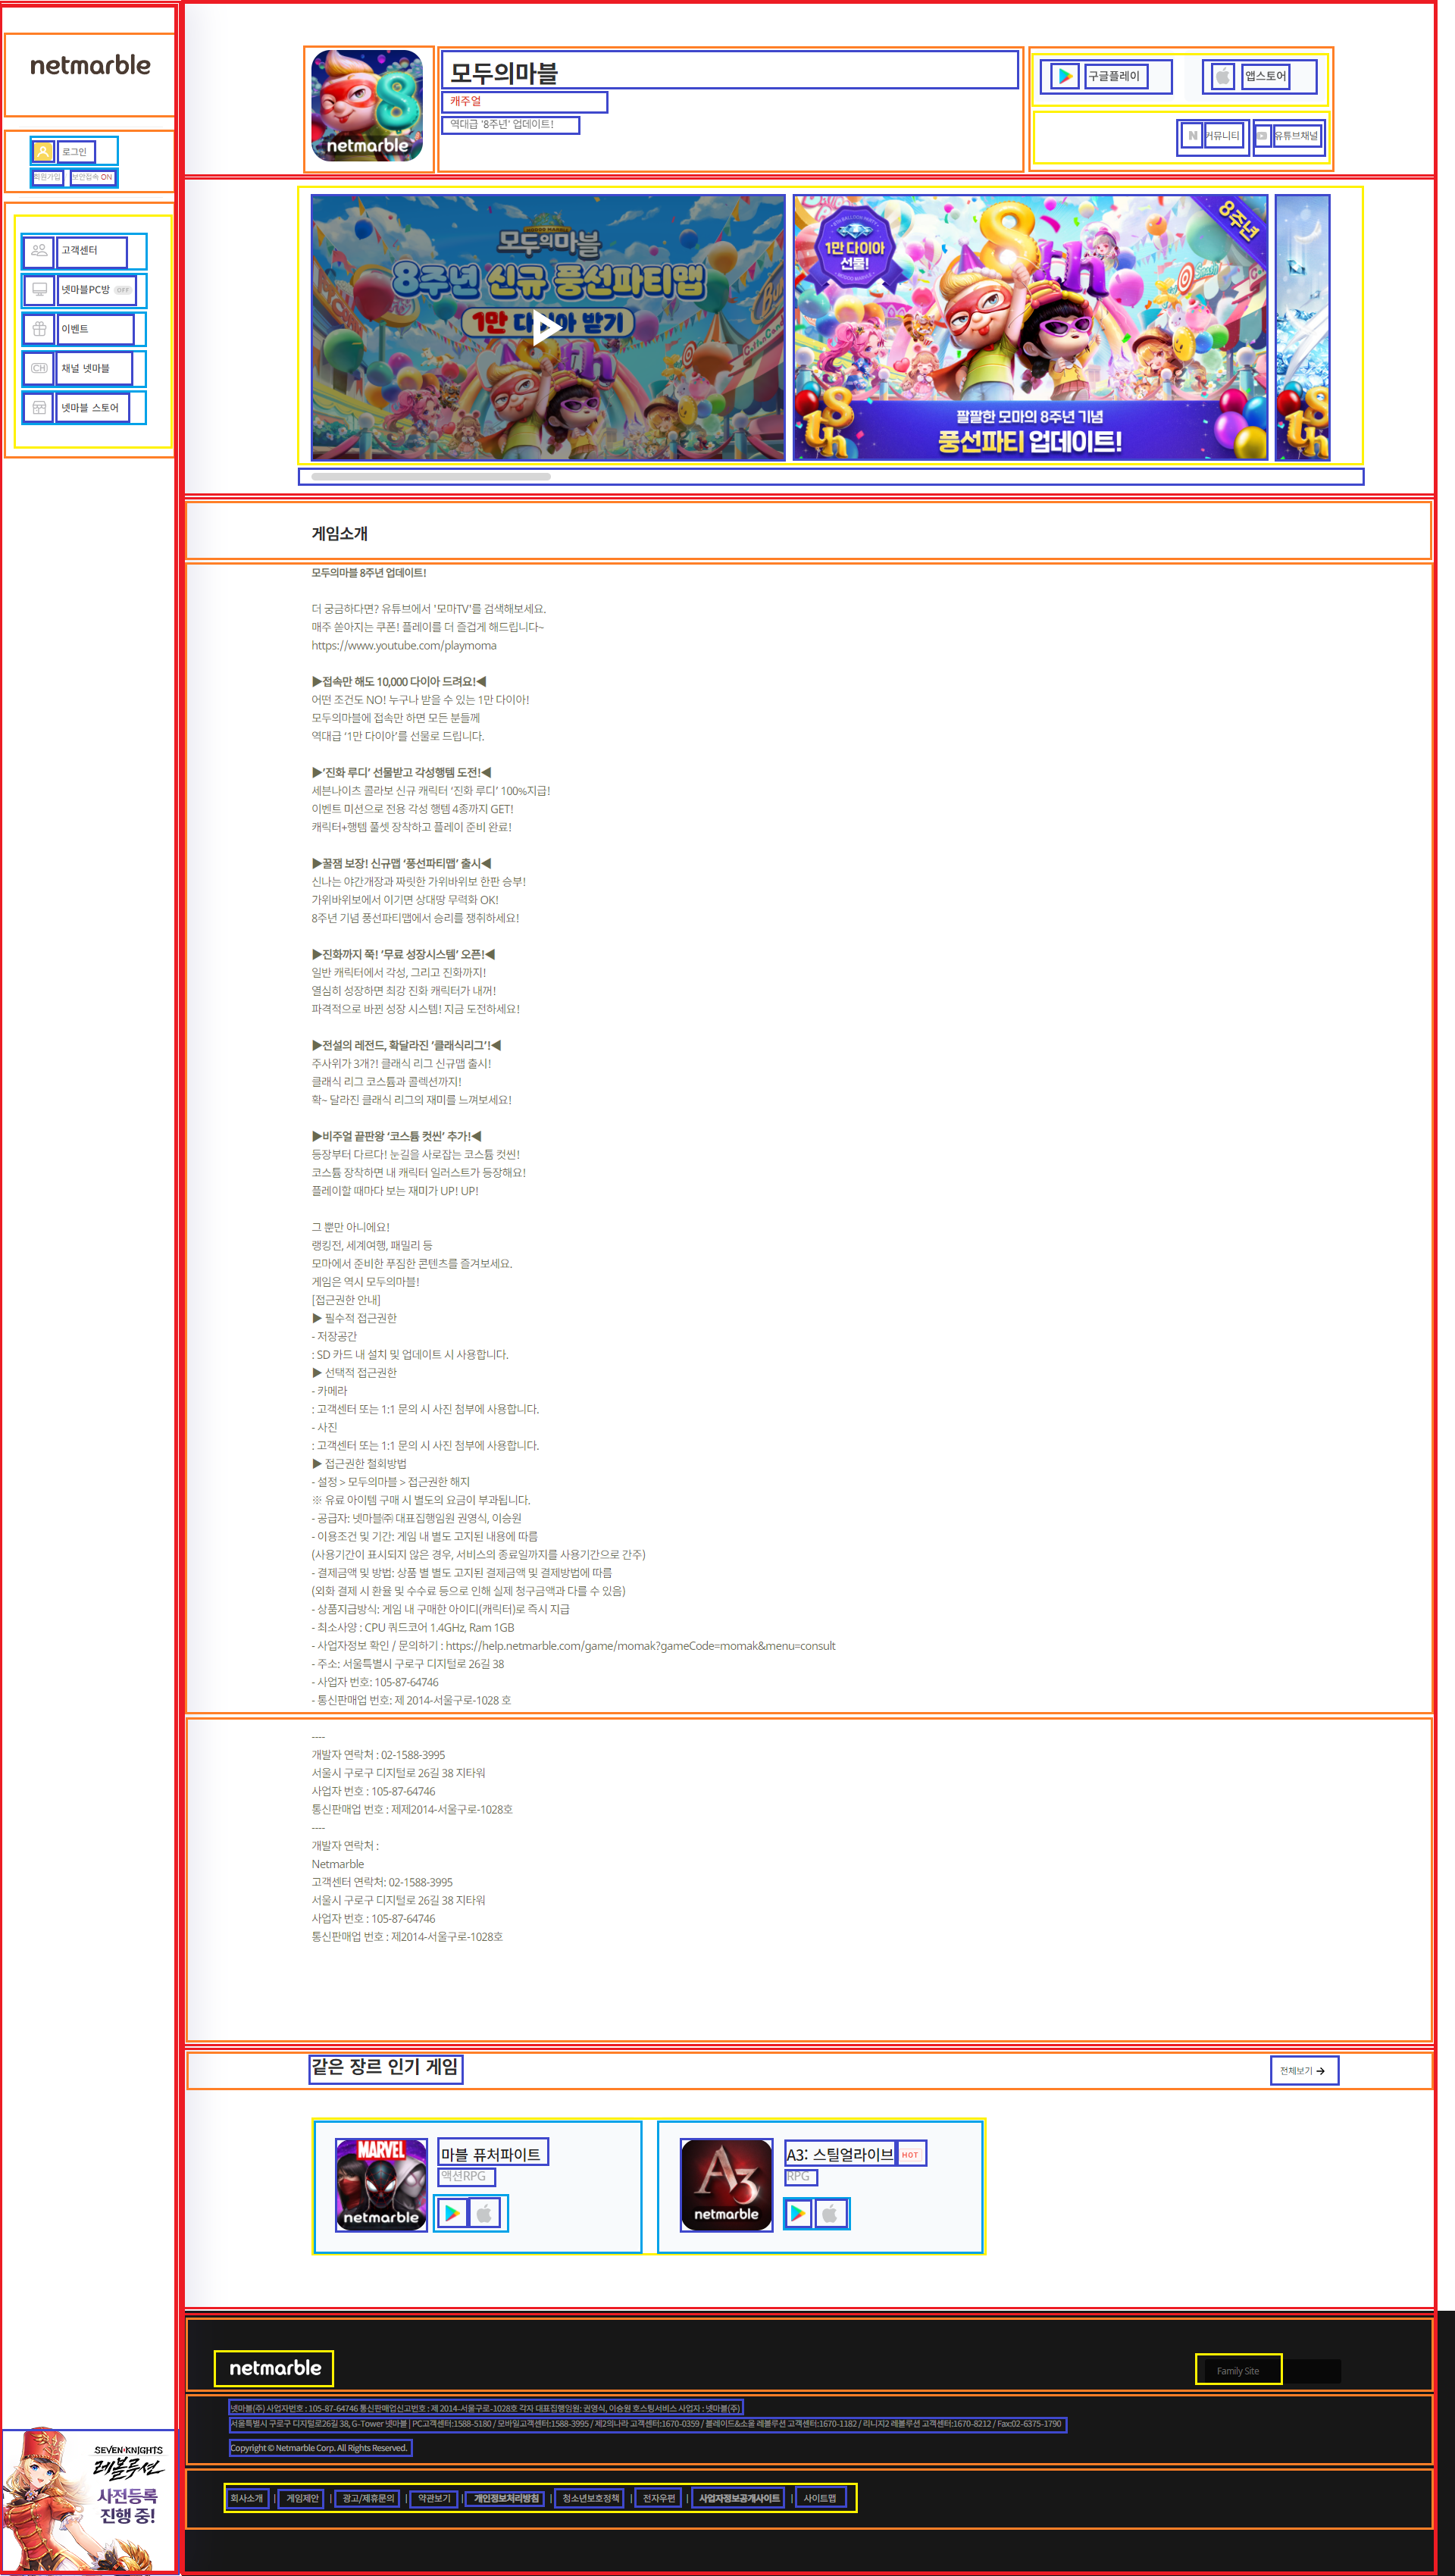 netmarble
로그인
회원가입
보안접속 ON
고객센터
넷마블PC방 OFF
이벤트
CH 채널 넷마블
넷마블 스토어
8
netmarble
모두의마블
캐주얼
역대급 '8주년' 업데이트!
구글플레이
앱스토어
N 커뮤니티
유튜브채널
모두의마블
8주년 신규 풍선파티맵
1만 다이아 받기
8th
1만 다이아
선물!
8주년
8th
팔팔한 모마의 8주년 기념
풍선파티 업데이트!
8th
게임소개
모두의마블 8주년 업데이트!
더 궁금하다면? 유튜브에서 '모마TV'를 검색해보세요.
매주 쏟아지는 쿠폰! 플레이를 더 즐겁게 해드립니다~
https://www.youtube.com/playmoma
▶접속만 해도 10,000 다이아 드려요!◀
어떤 조건도 NO! 누구나 받을 수 있는 1만 다이아!
모두의마블에 접속만 하면 모든 분들께
역대급 '1만 다이아'를 선물로 드립니다.
▶'진화 루디' 선물받고 각성행템 도전!◀
세븐나이츠 콜라보 신규 캐릭터 '진화 루디' 100%지급!
이벤트 미션으로 전용 각성 행템 4종까지 GET!
캐릭터+행템 풀셋 장착하고 플레이 준비 완료!
▶꿀잼 보장! 신규맵 '풍선파티맵' 출시◀
신나는 야간개장과 짜릿한 가위바위보 한판 승부!
가위바위보에서 이기면 상대땅 무력화 OK!
8주년 기념 풍선파티맵에서 승리를 쟁취하세요!
▶진화까지 쭉! '무료 성장시스템' 오픈!◀
일반 캐릭터에서 각성, 그리고 진화까지!
열심히 성장하면 최강 진화 캐릭터가 내꺼!
파격적으로 바뀐 성장 시스템! 지금 도전하세요!
▶전설의 레전드, 확달라진 '클래식리그'!◀
주사위가 3개?! 클래식 리그 신규맵 출시!
클래식 리그 코스튬과 콜렉션까지!
확~ 달라진 클래식 리그의 재미를 느껴보세요!
▶비주얼 끝판왕 '코스튬 컷씬' 추가!◀
등장부터 다르다! 눈길을 사로잡는 코스튬 컷씬!
코스튬 장착하면 내 캐릭터 일러스트가 등장해요!
플레이할 때마다 보는 재미가 UP! UP!
그 뿐만 아니에요!
랭킹전, 세계여행, 패밀리 등
모마에서 준비한 푸짐한 콘텐츠를 즐겨보세요.
게임은 역시 모두의마블!
[접근권한 안내]
▶ 필수적 접근권한
- 저장공간
: SD 카드 내 설치 및 업데이트 시 사용합니다.
▶ 선택적 접근권한
- 카메라
: 고객센터 또는 1:1 문의 시 사진 첨부에 사용합니다.
- 사진
: 고객센터 또는 1:1 문의 시 사진 첨부에 사용합니다.
▶ 접근권한 철회방법
- 설정 > 모두의마블 > 접근권한 해지
※ 유료 아이템 구매 시 별도의 요금이 부과됩니다.
- 공급자: 넷마블㈜ 대표집행임원 권영식, 이승원
- 이용조건 및 기간: 게임 내 별도 고지된 내용에 따름
(사용기간이 표시되지 않은 경우, 서비스의 종료일까지를 사용기간으로 간주)
- 결제금액 및 방법: 상품 별 별도 고지된 결제금액 및 결제방법에 따름
(외화 결제 시 환율 및 수수료 등으로 인해 실제 청구금액과 다를 수 있음)
- 상품지급방식: 게임 내 구매한 아이디(캐릭터)로 즉시 지급
- 최소사양 : CPU 쿼드코어 1.4GHz, Ram 1GB
- 사업자정보 확인 / 문의하기 : https://help.netmarble.com/game/momak?gameCode=momak&menu=consult
- 주소: 서울특별시 구로구 디지털로 26길 38
- 사업자 번호: 105-87-64746
- 통신판매업 번호: 제 2014-서울구로-1028 호
----
개발자 연락처 : 02-1588-3995
서울시 구로구 디지털로 26길 38 지타워
사업자 번호 : 105-87-64746
통신판매업 번호 : 제제2014-서울구로-1028호
----
개발자 연락처 :
Netmarble
고객센터 연락처: 02-1588-3995
서울시 구로구 디지털로 26길 38 지타워
사업자 번호 : 105-87-64746
통신판매업 번호 : 제2014-서울구로-1028호
같은 장르 인기 게임
전체보기 →
MARVEL
netmarble
마블 퓨처파이트
액션RPG
A3
netmarble
A3: 스틸얼라이브 HOT
RPG
netmarble
Family Site
넷마블(주) 사업자번호 : 105-87-64746 통신판매업신고번호 : 제 2014-서울구로-1028호 각자 대표집행임원: 권영식, 이승원 호스팅서비스 사업자 : 넷마블(주)
서울특별시 구로구 디지털로26길 38, G-Tower 넷마블 | PC고객센터:1588-5180 / 모바일고객센터:1588-3995 / 제2의나라 고객센터:1670-0359 / 블레이드&소울 레볼루션 고객센터:1670-1182 / 리니지2 레볼루션 고객센터:1670-8212 / Fax:02-6375-1790
Copyright © Netmarble Corp. All Rights Reserved.
회사소개 | 게임제안 | 광고/제휴문의 | 약관보기 | 개인정보처리방침 | 청소년보호정책 | 전자우편 | 사업자정보공개사이트 | 사이트맵
SEVEN KNIGHTS
레볼루션
사전등록
진행 중!